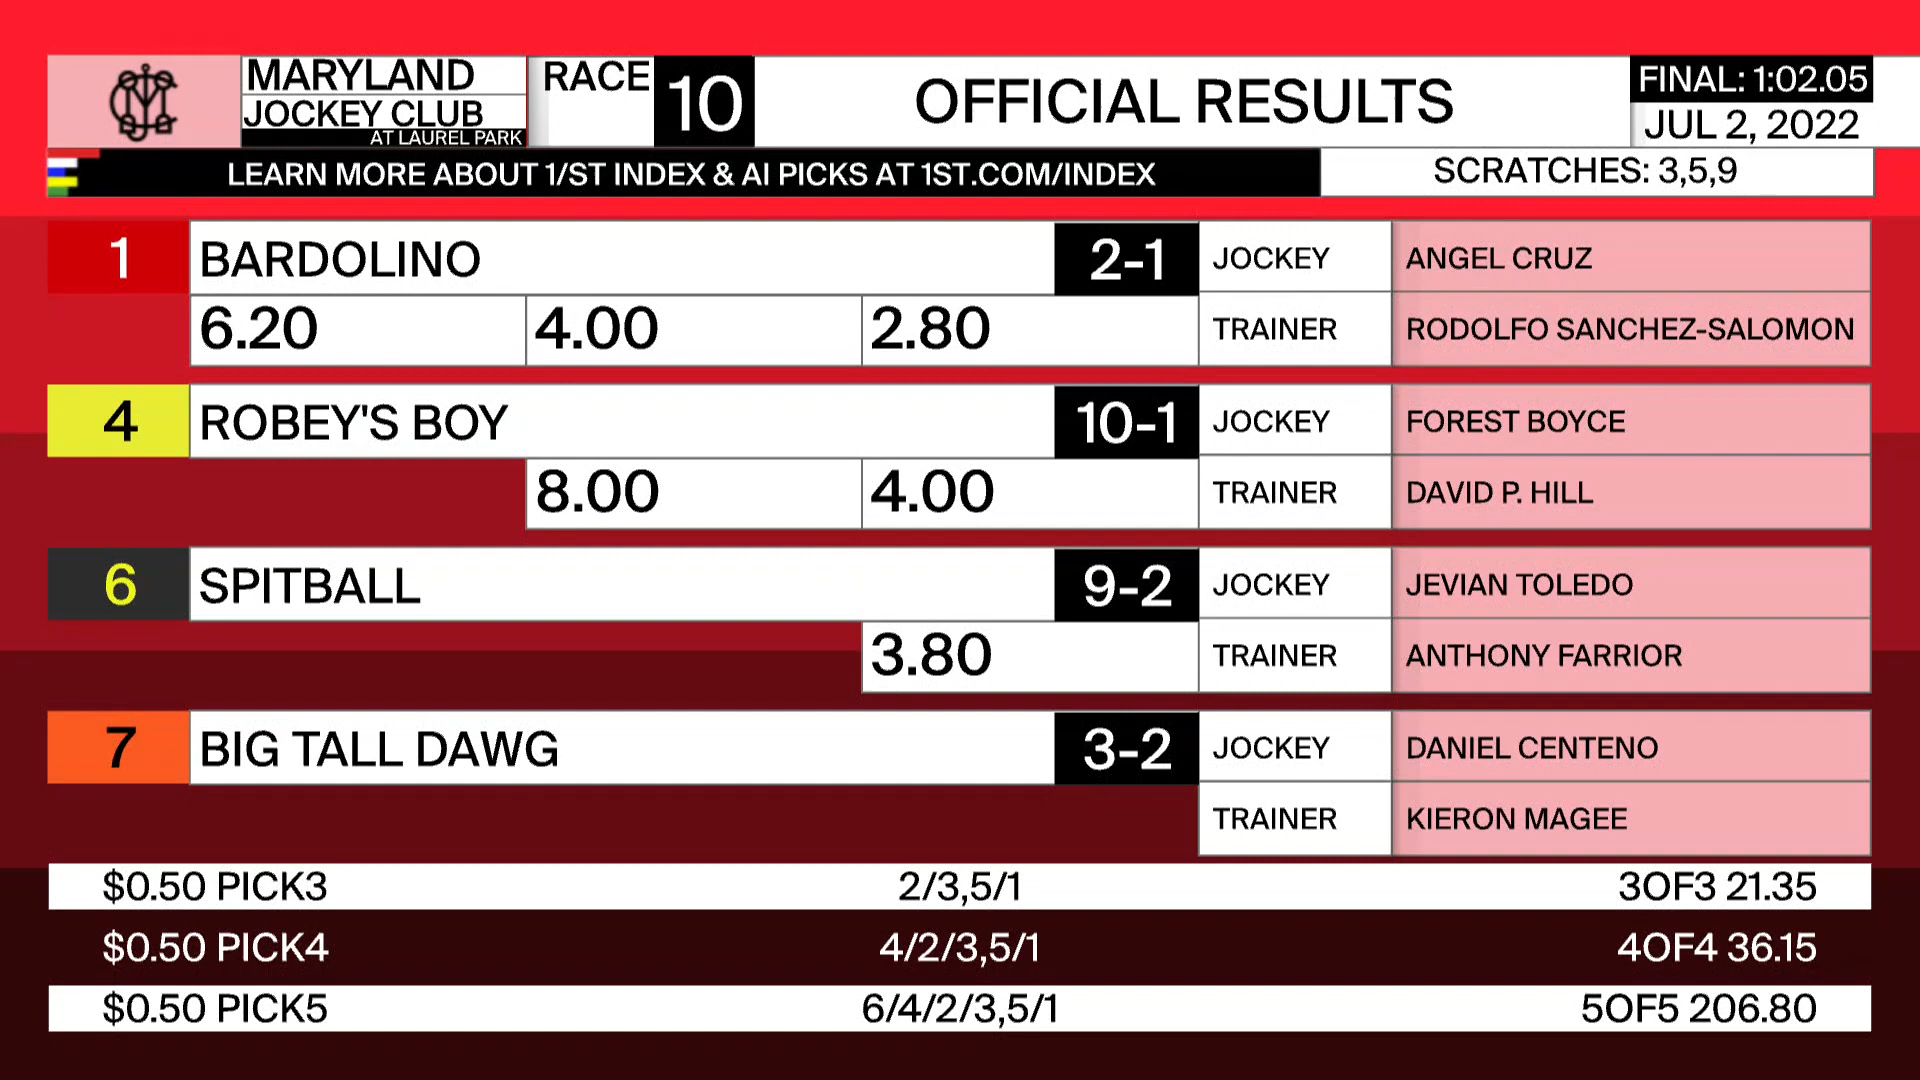 MARYLAND
JOCKEY CLUB
AT LAUREL PARK
RACE 10
OFFICIAL RESULTS
FINAL: 1:02.05
JUL 2, 2022
LEARN MORE ABOUT 1/ST INDEX & AI PICKS AT 1ST.COM/INDEX
SCRATCHES: 3,5,9
1 BARDOLINO 2-1 JOCKEY ANGEL CRUZ
6.20 4.00 2.80 TRAINER RODOLFO SANCHEZ-SALOMON
4 ROBEY'S BOY 10-1 JOCKEY FOREST BOYCE
8.00 4.00 TRAINER DAVID P. HILL
6 SPITBALL 9-2 JOCKEY JEVIAN TOLEDO
3.80 TRAINER ANTHONY FARRIOR
7 BIG TALL DAWG 3-2 JOCKEY DANIEL CENTENO
TRAINER KIERON MAGEE
$0.50 PICK3 2/3,5/1 3OF3 21.35
$0.50 PICK4 4/2/3,5/1 4OF4 36.15
$0.50 PICK5 6/4/2/3,5/1 5OF5 206.80